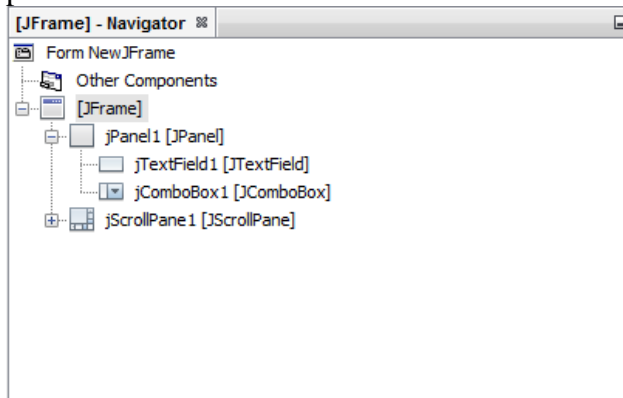 [JFrame] - Navigator
Form NewJFrame
Other Components
[JFrame]
jPanel1 [JPanel]
jTextField1 [JTextField]
jComboBox1 [JComboBox]
jScrollPane1 [JScrollPane]